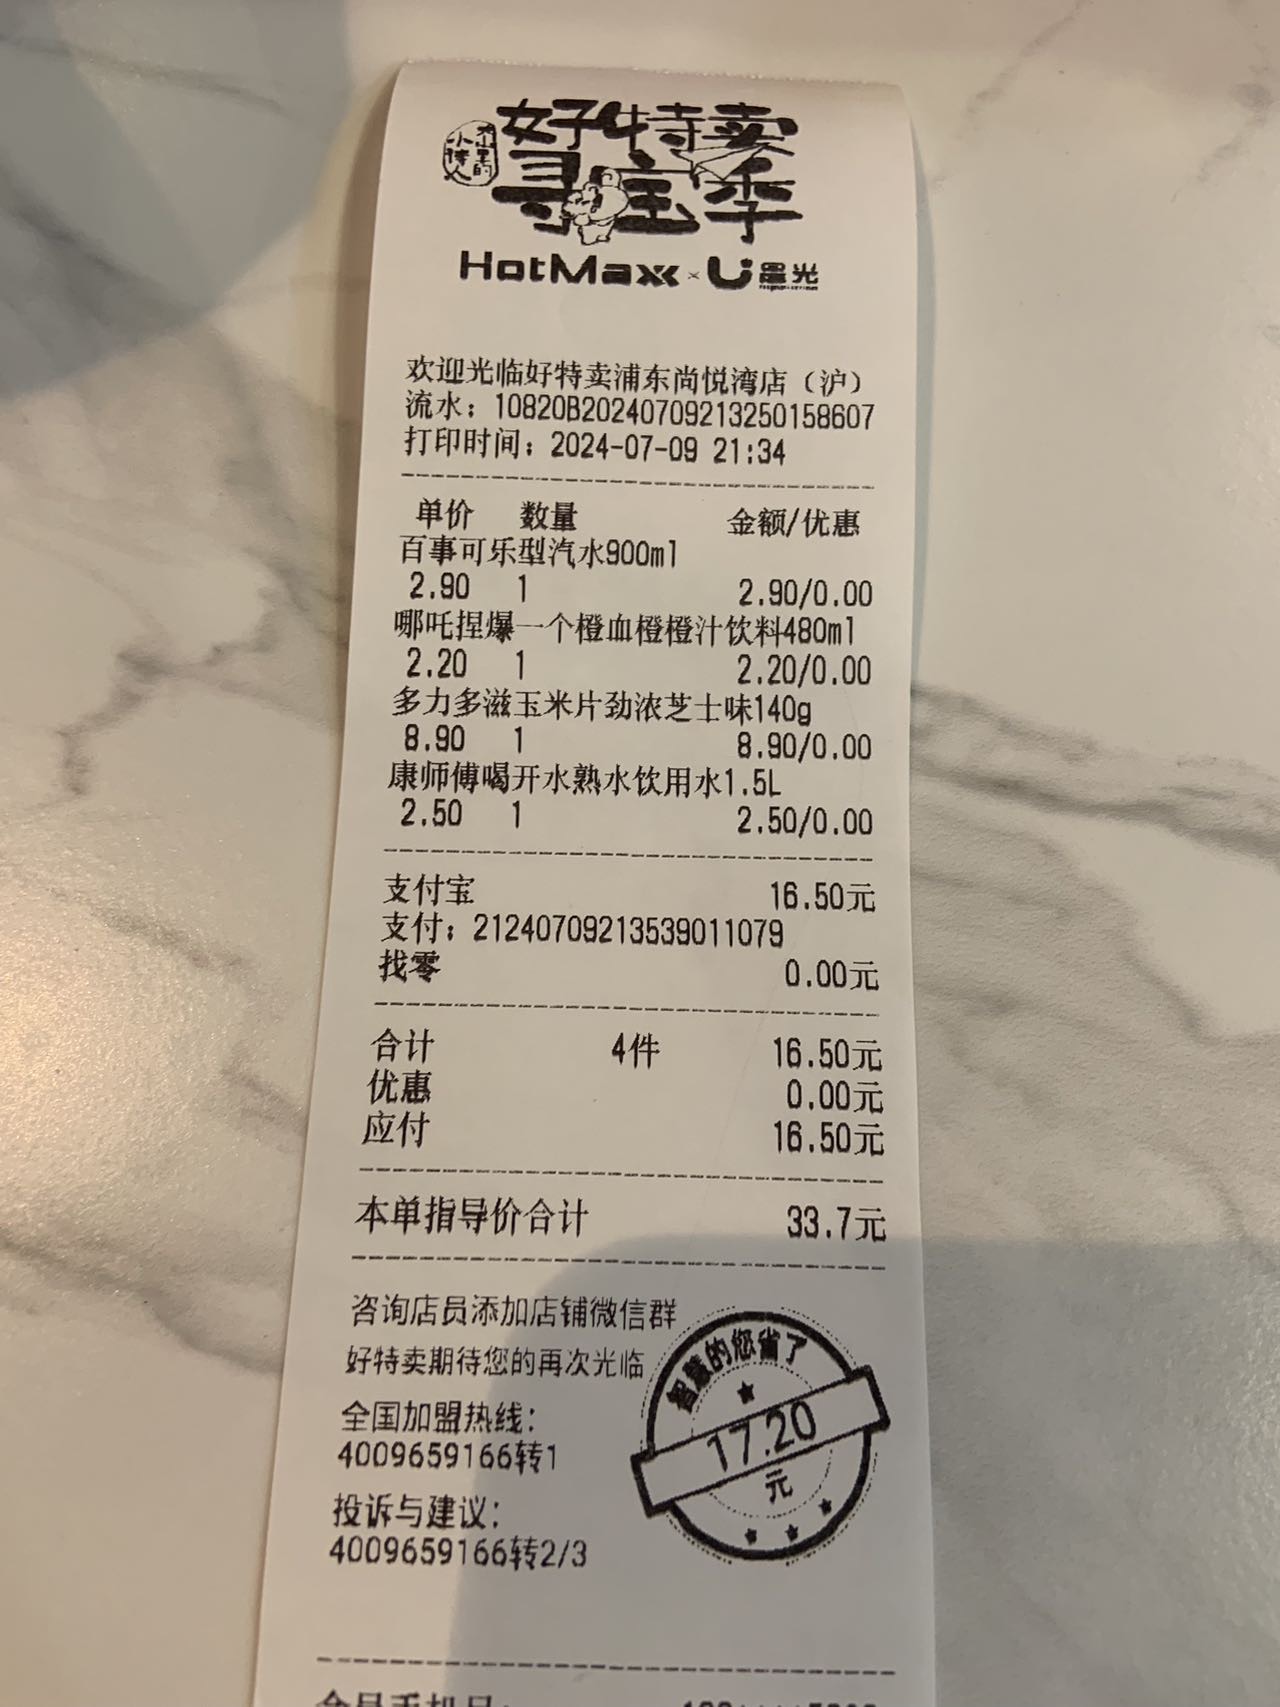 好特卖
寻宝季
HotMaxx × U 星光
欢迎光临好特卖浦东尚悦湾店（沪）
流水：10820B20240709213250158607
打印时间：2024-07-09 21:34
单价 数量 金额/优惠
百事可乐型汽水900ml
2.90 1 2.90/0.00
哪吒捏爆一个橙血橙橙汁饮料480ml
2.20 1 2.20/0.00
多力多滋玉米片劲浓芝士味140g
8.90 1 8.90/0.00
康师傅喝开水熟水饮用水1.5L
2.50 1 2.50/0.00
支付宝 16.50元
支付：21240709213539011079
找零 0.00元
合计 4件 16.50元
优惠 0.00元
应付 16.50元
本单指导价合计 33.7元
咨询店员添加店铺微信群
好特卖期待您的再次光临
全国加盟热线：
4009659166转1
投诉与建议：
4009659166转2/3
智慧的您省了
17.20
元